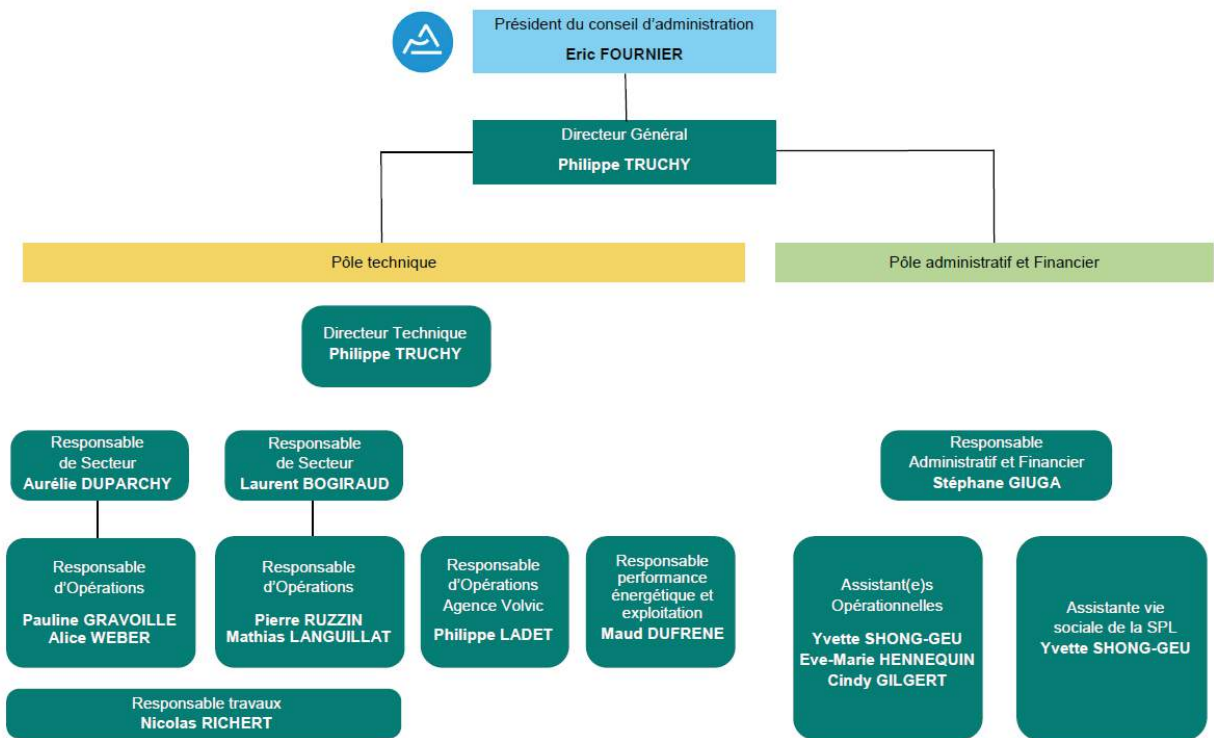 Président du conseil d'administration
Eric FOURNIER
Directeur Général
Philippe TRUCHY
Pôle technique
Pôle administratif et Financier
Directeur Technique
Philippe TRUCHY
Responsable
de Secteur
Aurélie DUPARCHY
Responsable
de Secteur
Laurent BOGIRAUD
Responsable
Administratif et Financier
Stéphane GIUGA
Responsable
d'Opérations
Pauline GRAVOILLE
Alice WEBER
Responsable
d'Opérations
Pierre RUZZIN
Mathias LANGUILLAT
Responsable
d'Opérations
Agence Volvic
Philippe LADET
Responsable
performance
énergétique et
exploitation
Maud DUFRENE
Assistant(e)s
Opérationnelles
Yvette SHONG-GEU
Eve-Marie HENNEQUIN
Cindy GILGERT
Assistante vie
sociale de la SPL
Yvette SHONG-GEU
Responsable travaux
Nicolas RICHERT